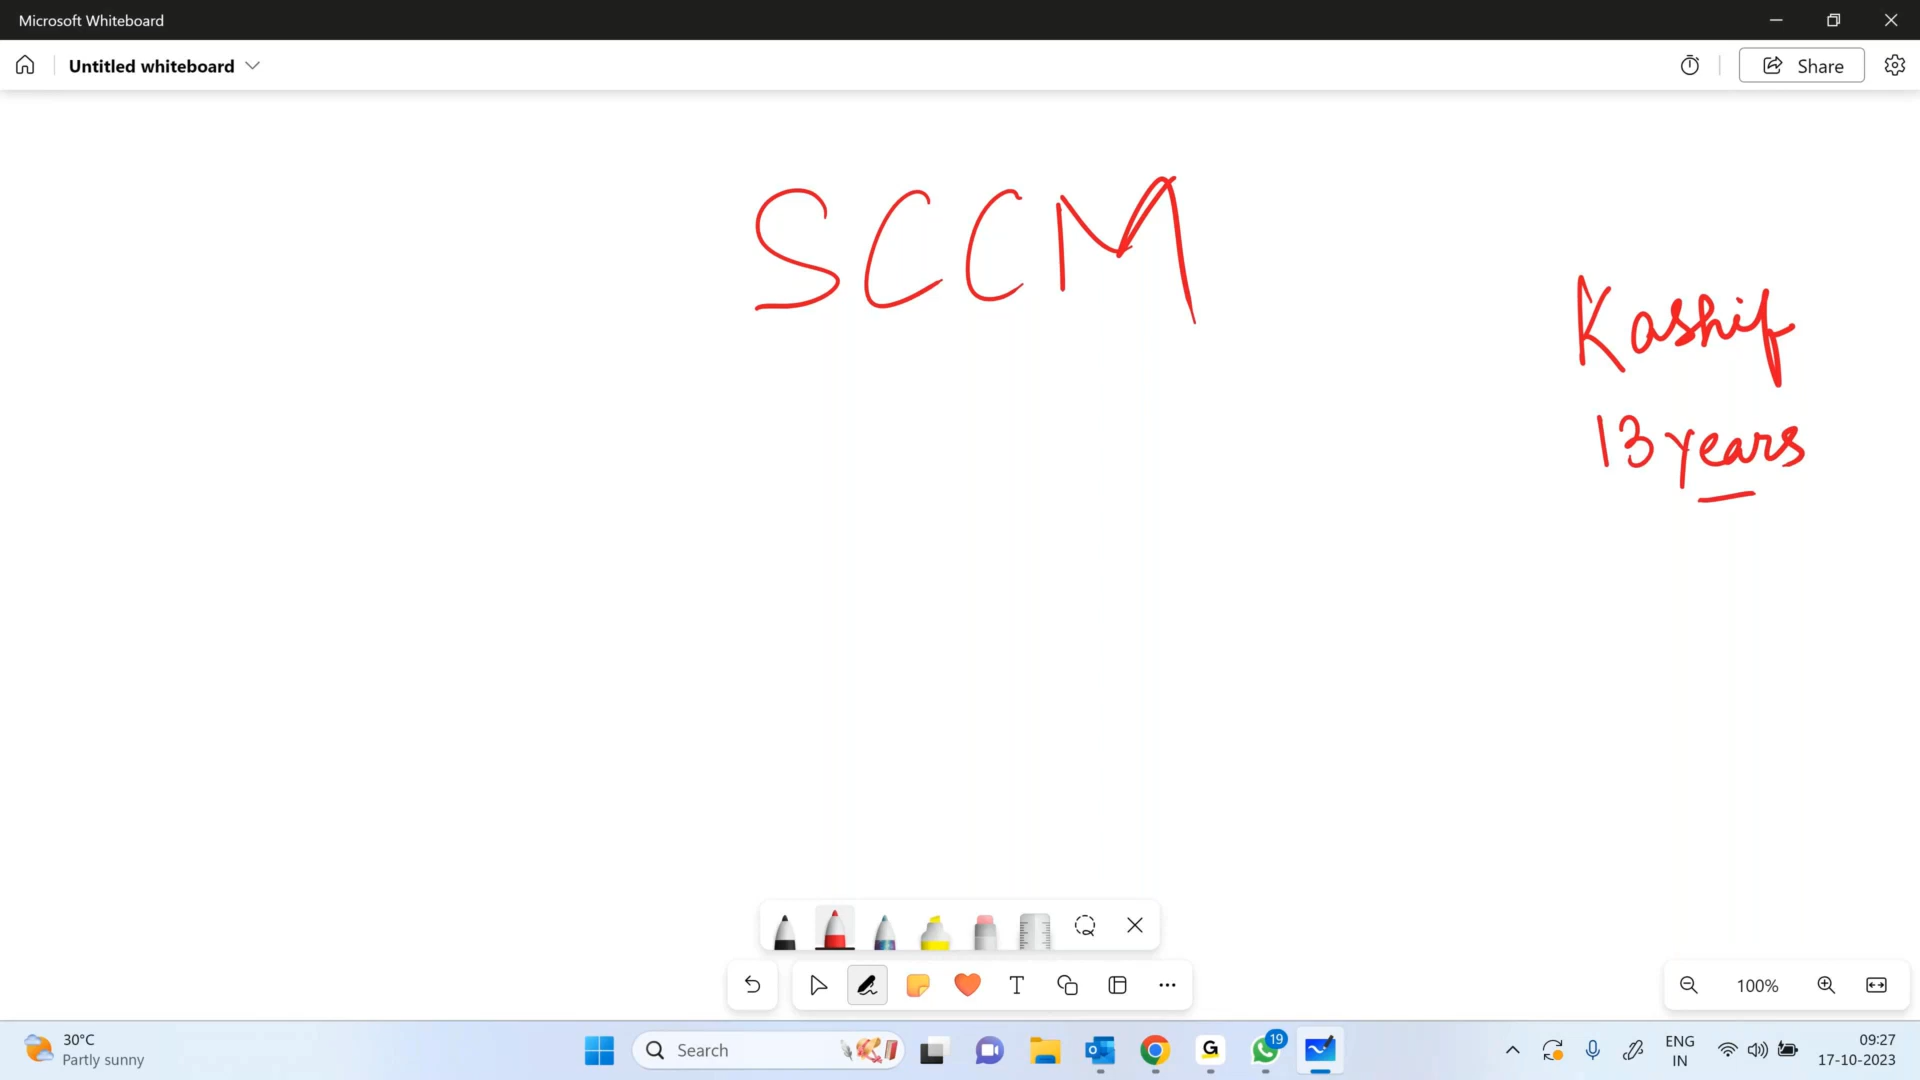 Microsoft Whiteboard
Untitled whiteboard
Share
SCCM
Kashif
13 years
100%
30°C
Partly sunny
Search
19
ENG
IN
09:27
17-10-2023